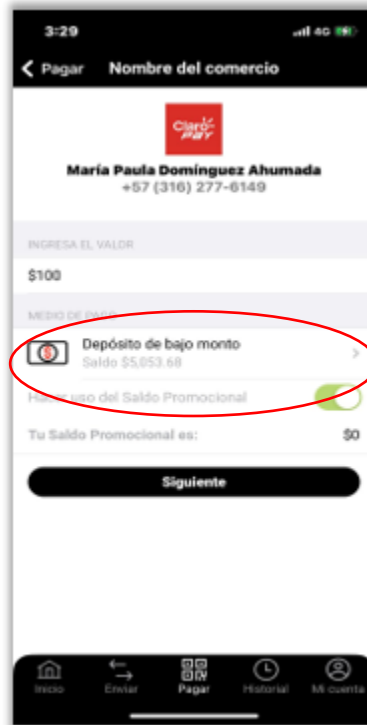 3:29
4G
Pagar Nombre del comercio
Claro
Pay
María Paula Domínguez Ahumada
+57 (316) 277-6149
INGRESA EL VALOR
$100
MEDIO DE PAGO
Depósito de bajo monto
Saldo $5,053.68
Hacer uso del Saldo Promocional
Tu Saldo Promocional es: $0
Siguiente
Inicio Enviar Pagar Historial Mi cuenta